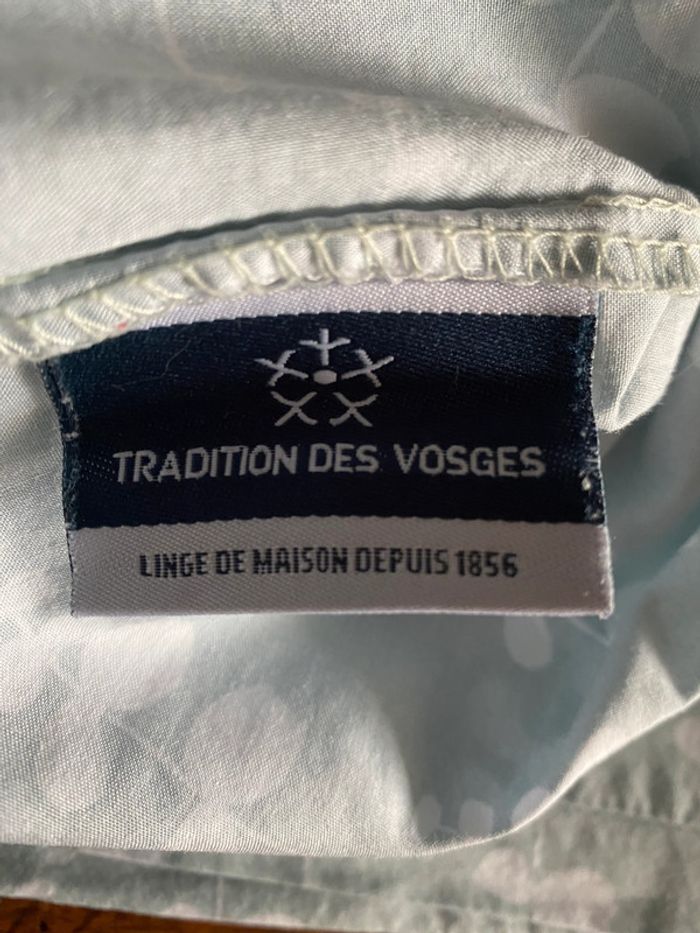 TRADITION DES VOSGES
LINGE DE MAISON DEPUIS 1856